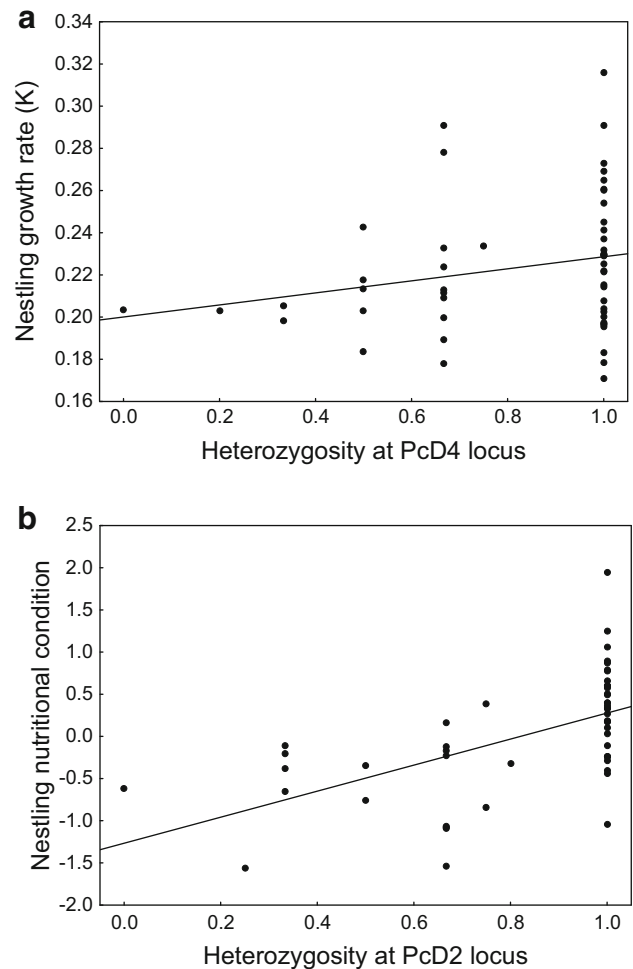 a
Nestling growth rate (K)
0.34
0.32
0.30
0.28
0.26
0.24
0.22
0.20
0.18
0.16
0.0 0.2 0.4 0.6 0.8 1.0
Heterozygosity at PcD4 locus
b
Nestling nutritional condition
2.5
2.0
1.5
1.0
0.5
0.0
-0.5
-1.0
-1.5
-2.0
0.0 0.2 0.4 0.6 0.8 1.0
Heterozygosity at PcD2 locus